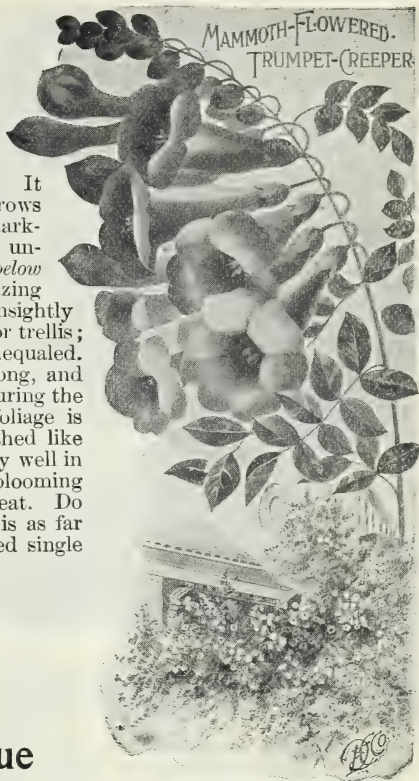 MAMMOTH-FLOWERED.
TRUMPET-CREEPER
It
rows
ark-
un-
below
zing
nsightly
or trellis;
equaled.
ong, and
uring the
oliage is
hed like
y well in
blooming
eat. Do
is as far
ed single
ue